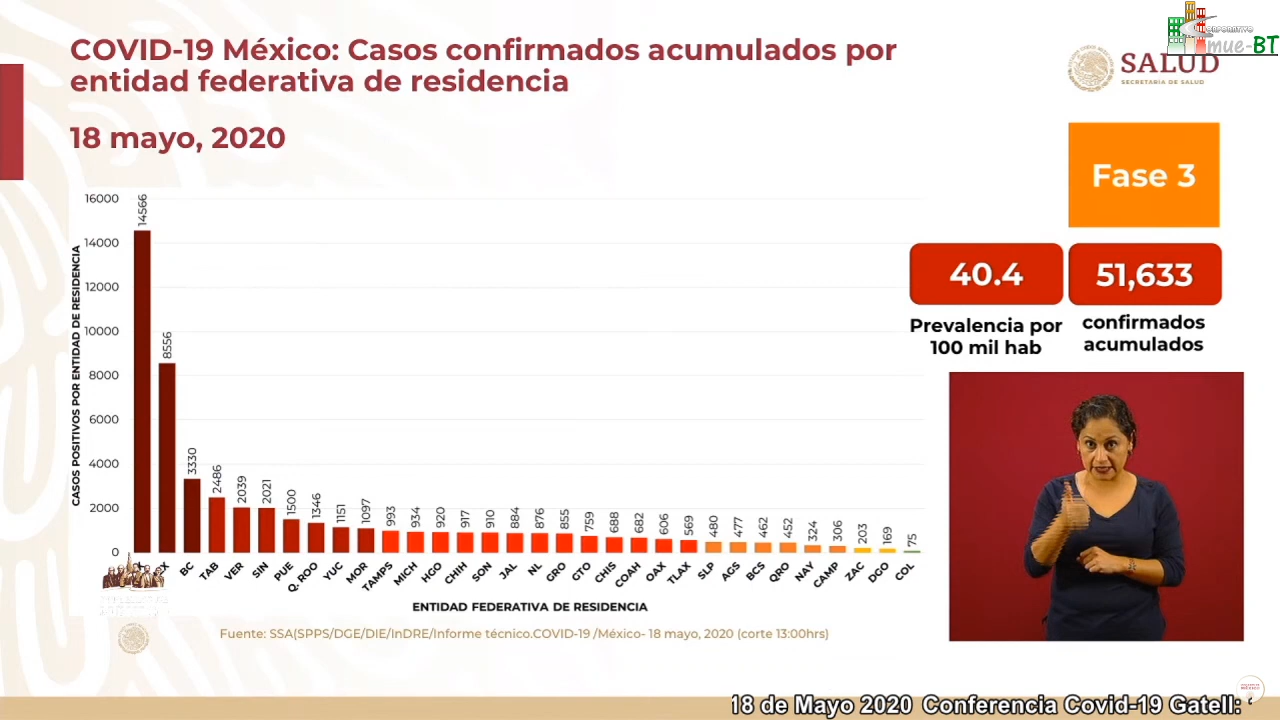 COVID-19 México: Casos confirmados acumulados por
entidad federativa de residencia
18 mayo, 2020
CORPORATIVO
mue-BT
SALUD
SECRETARÍA DE SALUD
Fase 3
40.4
Prevalencia por
100 mil hab
51,633
confirmados
acumulados
CASOS POSITIVOS POR ENTIDAD DE RESIDENCIA
16000
14000
12000
10000
8000
6000
4000
2000
0
14566 8556 3330 2486 2039 2021 1500 1346 1151 1097 993 934 920 917 910 884 876 855 759 688 682 606 569 480 477 462 452 324 306 203 169 75
BC TAB VER SIN PUE Q. ROO YUC MOR TAMPS MICH HGO CHIH SON JAL NL GRO GTO CHIS COAH OAX TLAX SLP AGS BCS QRO NAY CAMP ZAC DGO COL
ENTIDAD FEDERATIVA DE RESIDENCIA
Fuente: SSA(SPPS/DGE/DIE/InDRE/Informe técnico.COVID-19 /México- 18 mayo, 2020 (corte 13:00hrs)
18 de Mayo 2020 Conferencia Covid-19 Gatell: